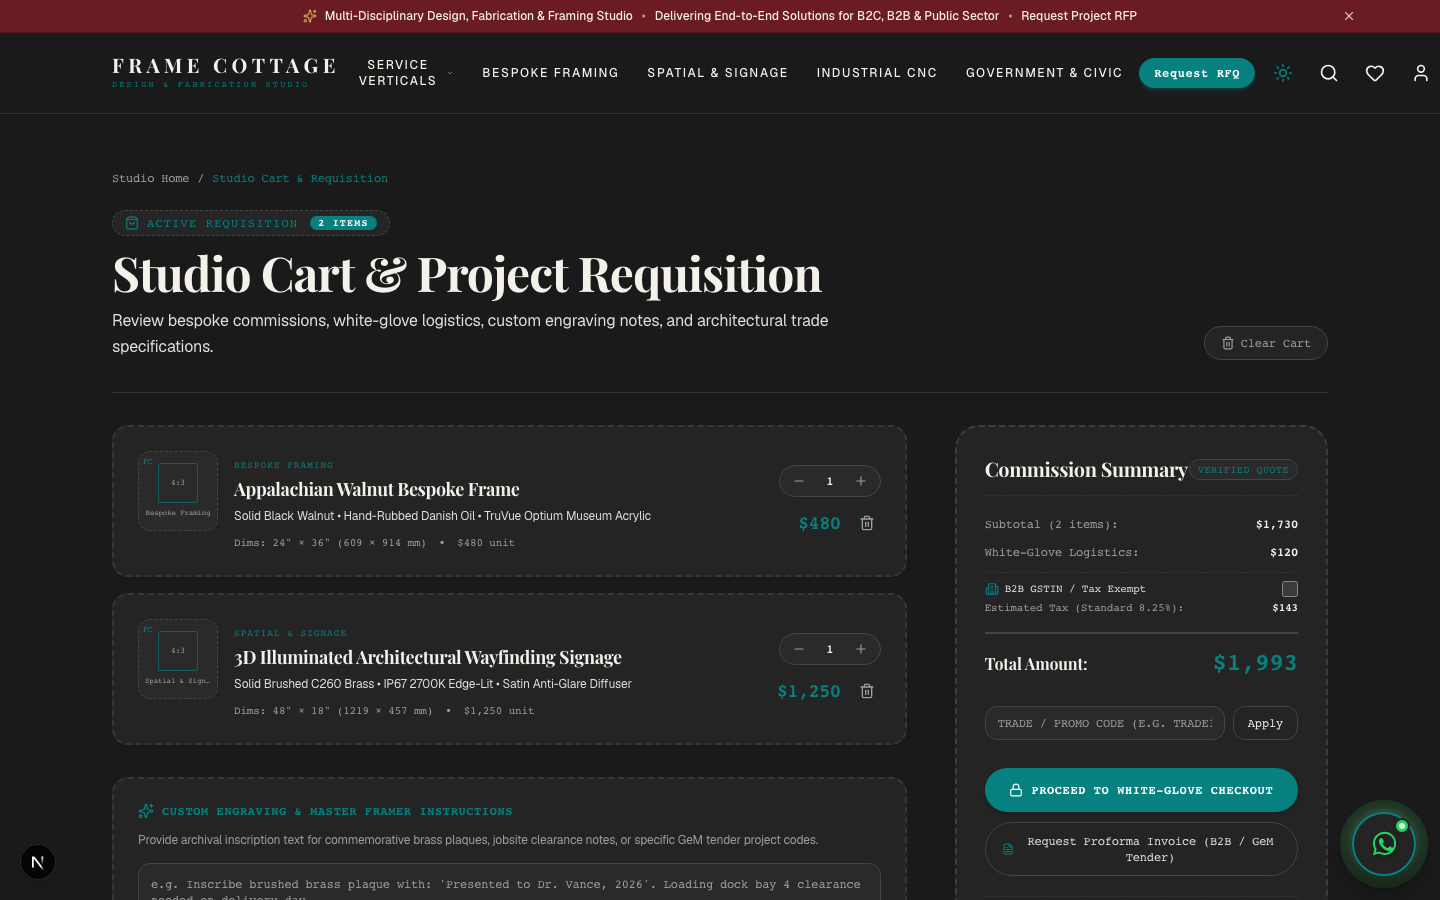 Multi-Disciplinary Design, Fabrication & Framing Studio • Delivering End-to-End Solutions for B2C, B2B & Public Sector • Request Project RFP
FRAME COTTAGE
DESIGN & FABRICATION STUDIO
SERVICE VERTICALS
BESPOKE FRAMING
SPATIAL & SIGNAGE
INDUSTRIAL CNC
GOVERNMENT & CIVIC
Request RFQ
Studio Home / Studio Cart & Requisition
ACTIVE REQUISITION 2 ITEMS
Studio Cart & Project Requisition
Review bespoke commissions, white-glove logistics, custom engraving notes, and architectural trade
specifications.
Clear Cart
FC
4:3
Bespoke Framing
BESPOKE FRAMING
Appalachian Walnut Bespoke Frame
Solid Black Walnut • Hand-Rubbed Danish Oil • TruVue Optium Museum Acrylic
Dims: 24" × 36" (609 × 914 mm) • $480 unit
− 1 +
$480
FC
4:3
Spatial & Sign…
SPATIAL & SIGNAGE
3D Illuminated Architectural Wayfinding Signage
Solid Brushed C260 Brass • IP67 2700K Edge-Lit • Satin Anti-Glare Diffuser
Dims: 48" × 18" (1219 × 457 mm) • $1,250 unit
− 1 +
$1,250
CUSTOM ENGRAVING & MASTER FRAMER INSTRUCTIONS
Provide archival inscription text for commemorative brass plaques, jobsite clearance notes, or specific GeM tender project codes.
e.g. Inscribe brushed brass plaque with: 'Presented to Dr. Vance, 2026'. Loading dock bay 4 clearance
needed on delivery day
Commission Summary
VERIFIED QUOTE
Subtotal (2 items): $1,730
White-Glove Logistics: $120
B2B GSTIN / Tax Exempt
Estimated Tax (Standard 8.25%): $143
Total Amount: $1,993
TRADE / PROMO CODE (E.G. TRADE
Apply
PROCEED TO WHITE-GLOVE CHECKOUT
Request Proforma Invoice (B2B / GeM
Tender)
N